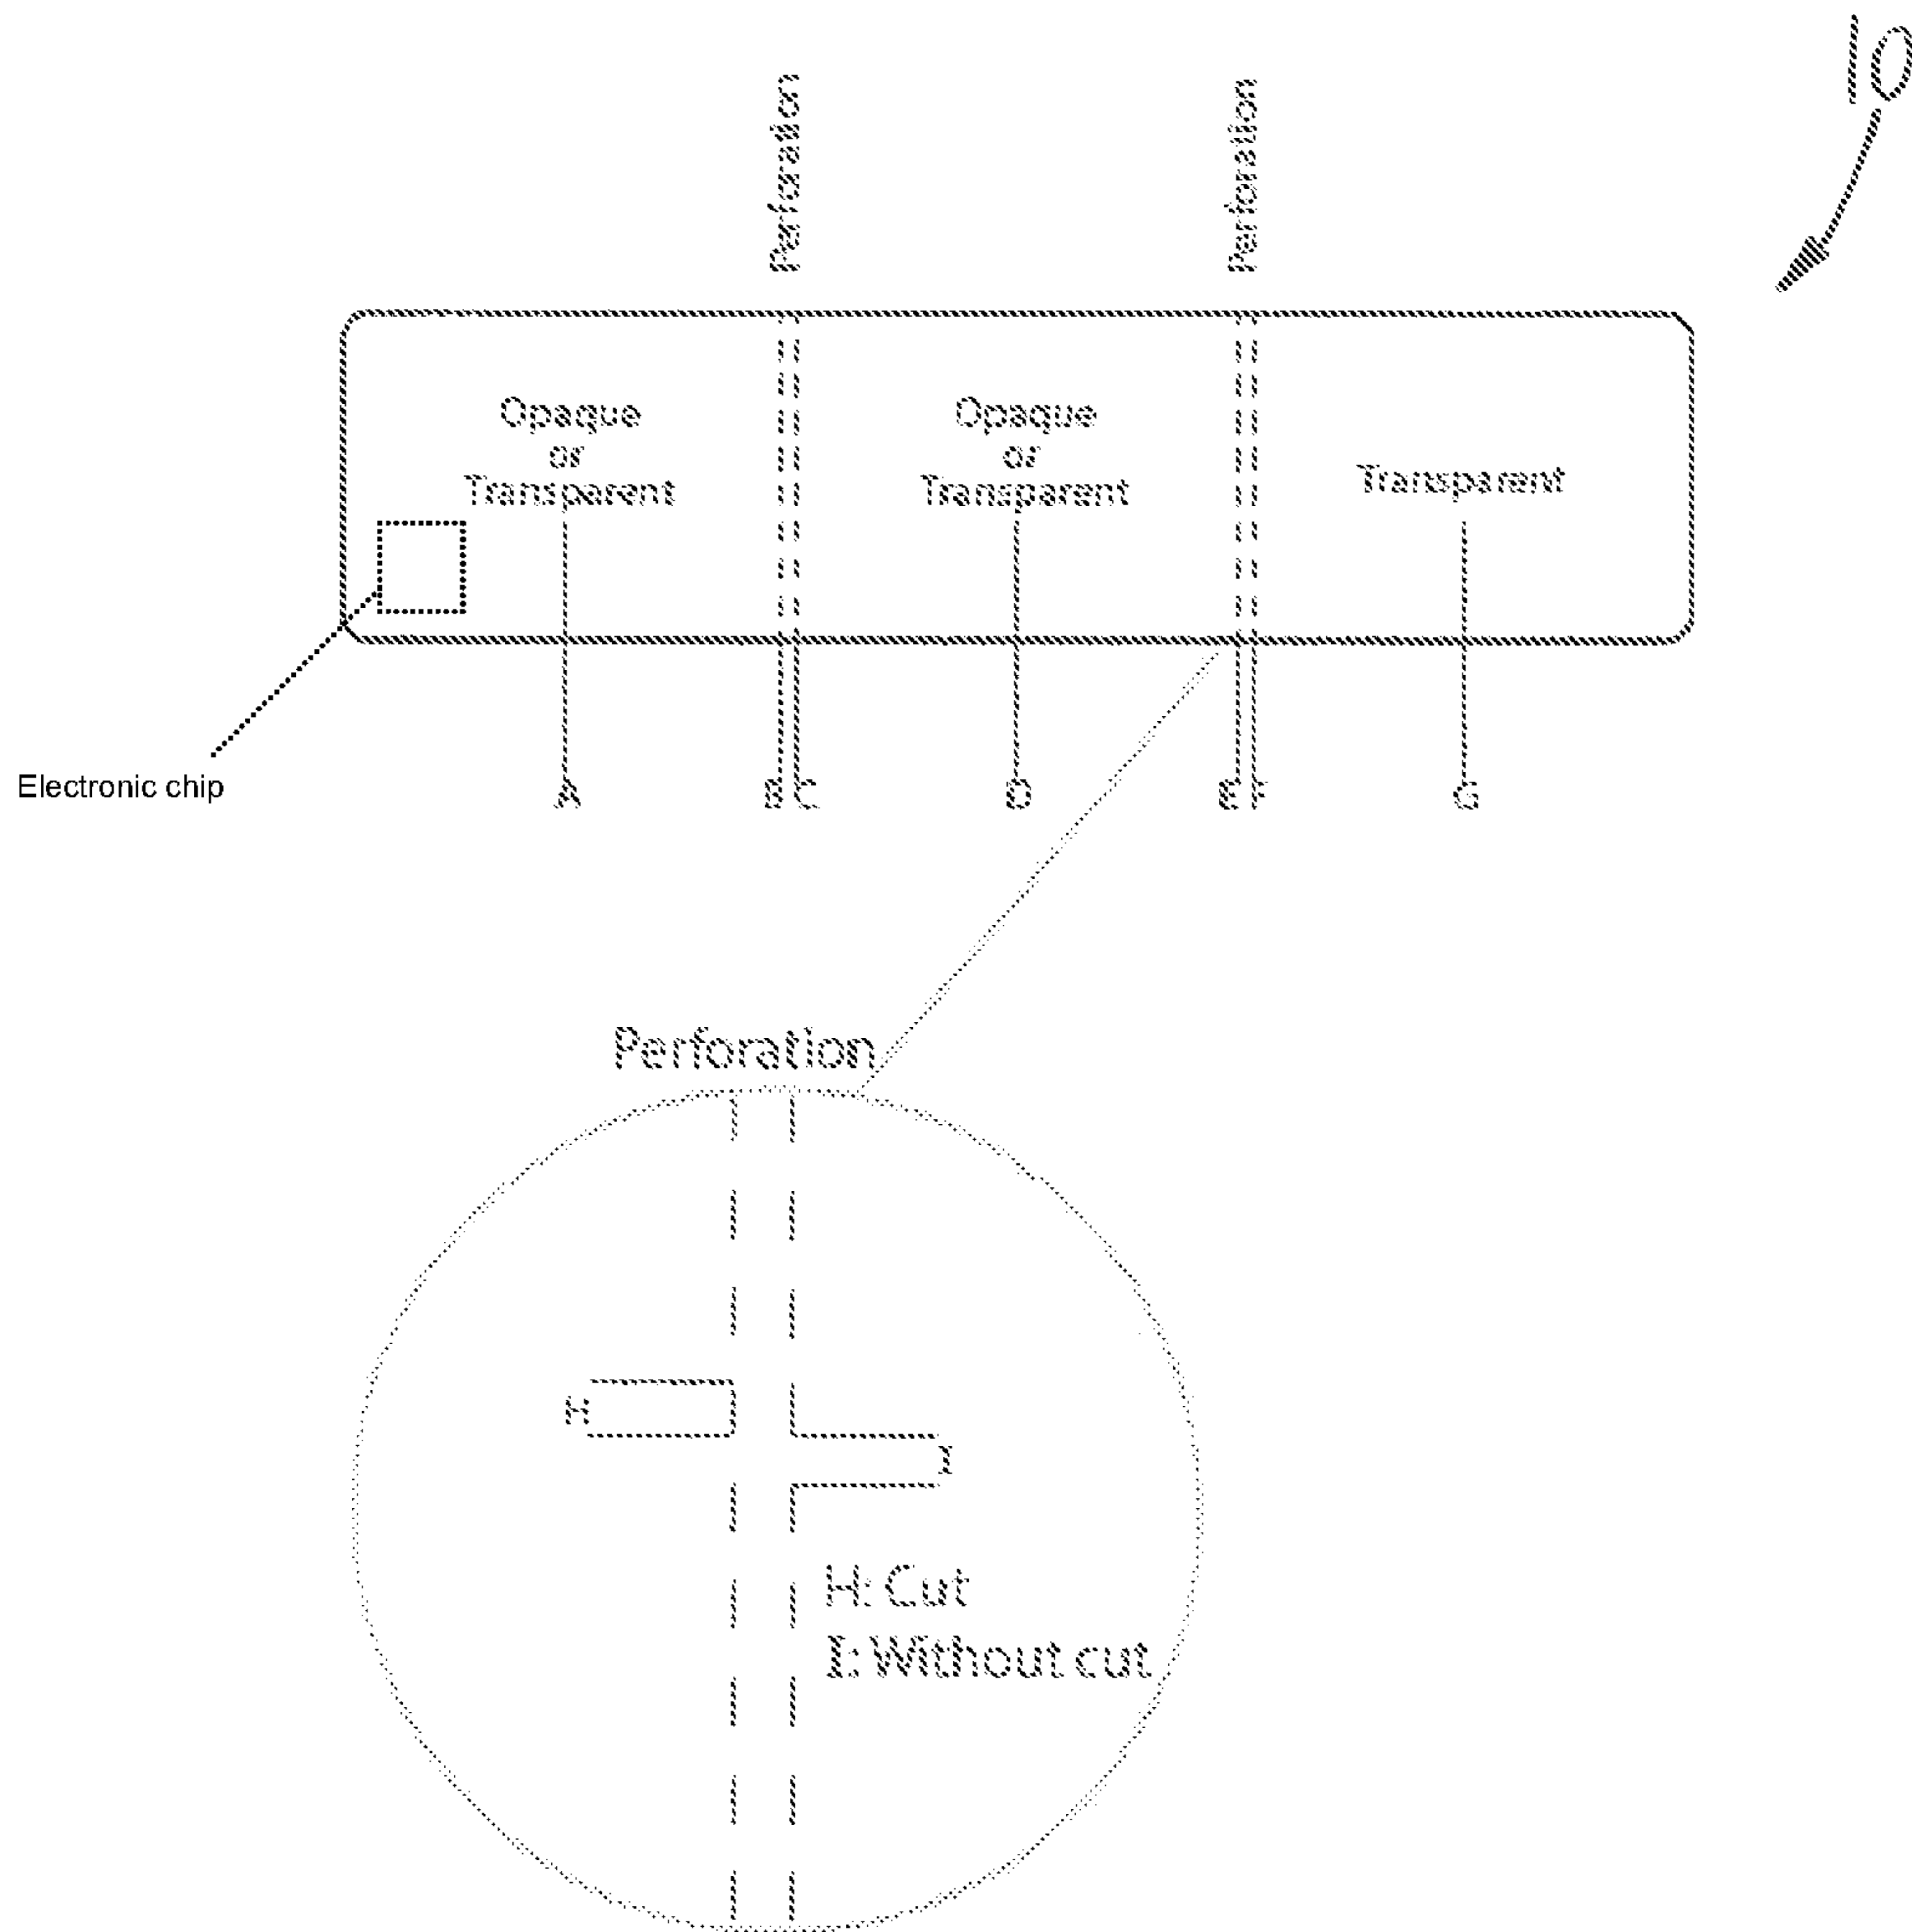 10
Perforation
Perforation
Opaque
or
Transparent
Opaque
or
Transparent
Transparent
Electronic chip
A
B C
D
E F
G
Perforation
H
I
H: Cut
I: Without cut